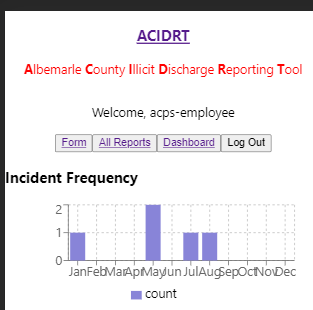 ACIDRT
Albemarle County Illicit Discharge Reporting Tool
Welcome, acps-employee
Form All Reports Dashboard Log Out
Incident Frequency
2
1
0
Jan Feb Mar Apr May Jun Jul Aug Sep Oct Nov Dec
count